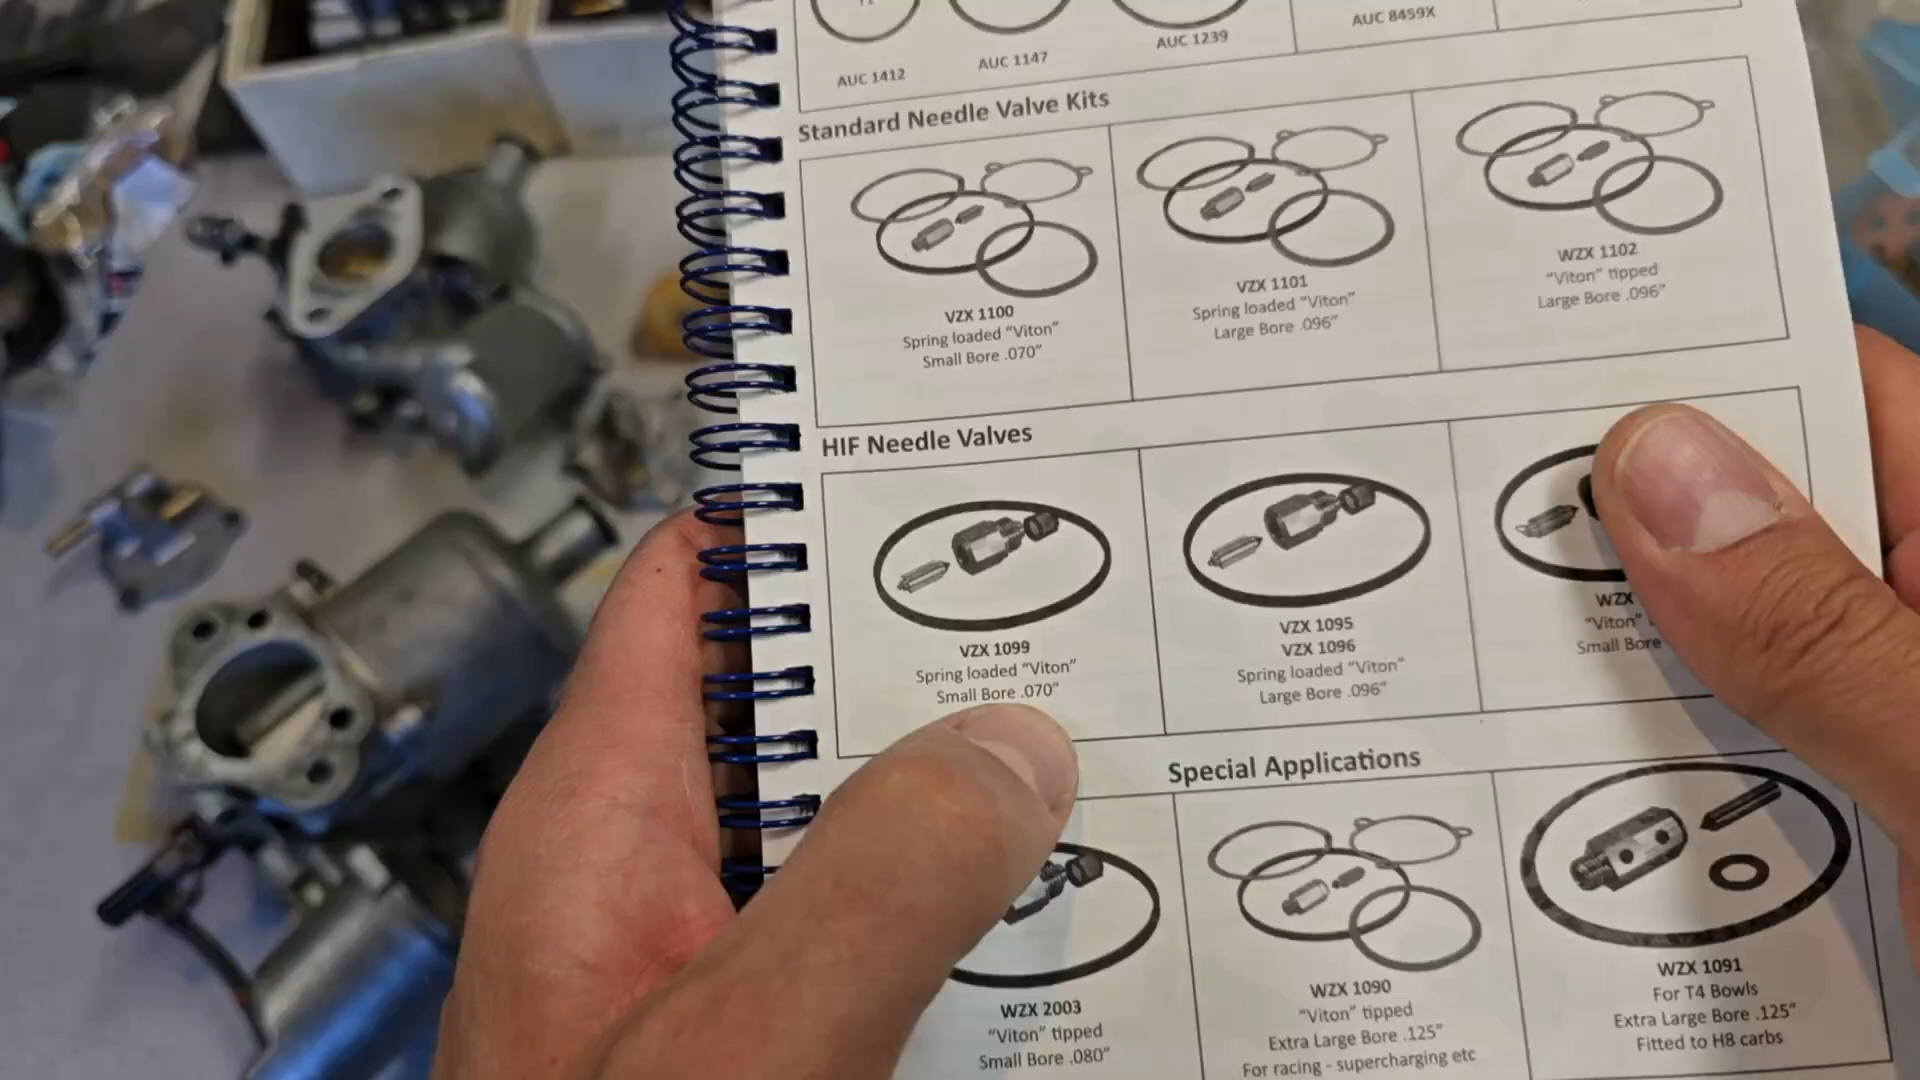 AUC 1412
AUC 1147
AUC 1239
AUC 8459X
Standard Needle Valve Kits
VZX 1100
Spring loaded “Viton”
Small Bore .070”
VZX 1101
Spring loaded “Viton”
Large Bore .096”
WZX 1102
“Viton” tipped
Large Bore .096”
HIF Needle Valves
VZX 1099
Spring loaded “Viton”
Small Bore .070”
VZX 1095
VZX 1096
Spring loaded “Viton”
Large Bore .096”
WZX
“Viton”
Small Bore
Special Applications
WZX 2003
“Viton” tipped
Small Bore .080”
WZX 1090
“Viton” tipped
Extra Large Bore .125”
For racing - supercharging etc
WZX 1091
For T4 Bowls
Extra Large Bore .125”
Fitted to H8 carbs